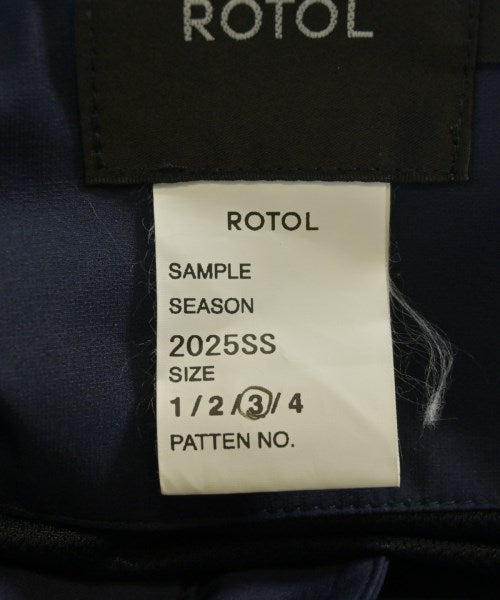 ROTOL
ROTOL
SAMPLE
SEASON
2025SS
SIZE
1 / 2 / 3 / 4
PATTEN NO.